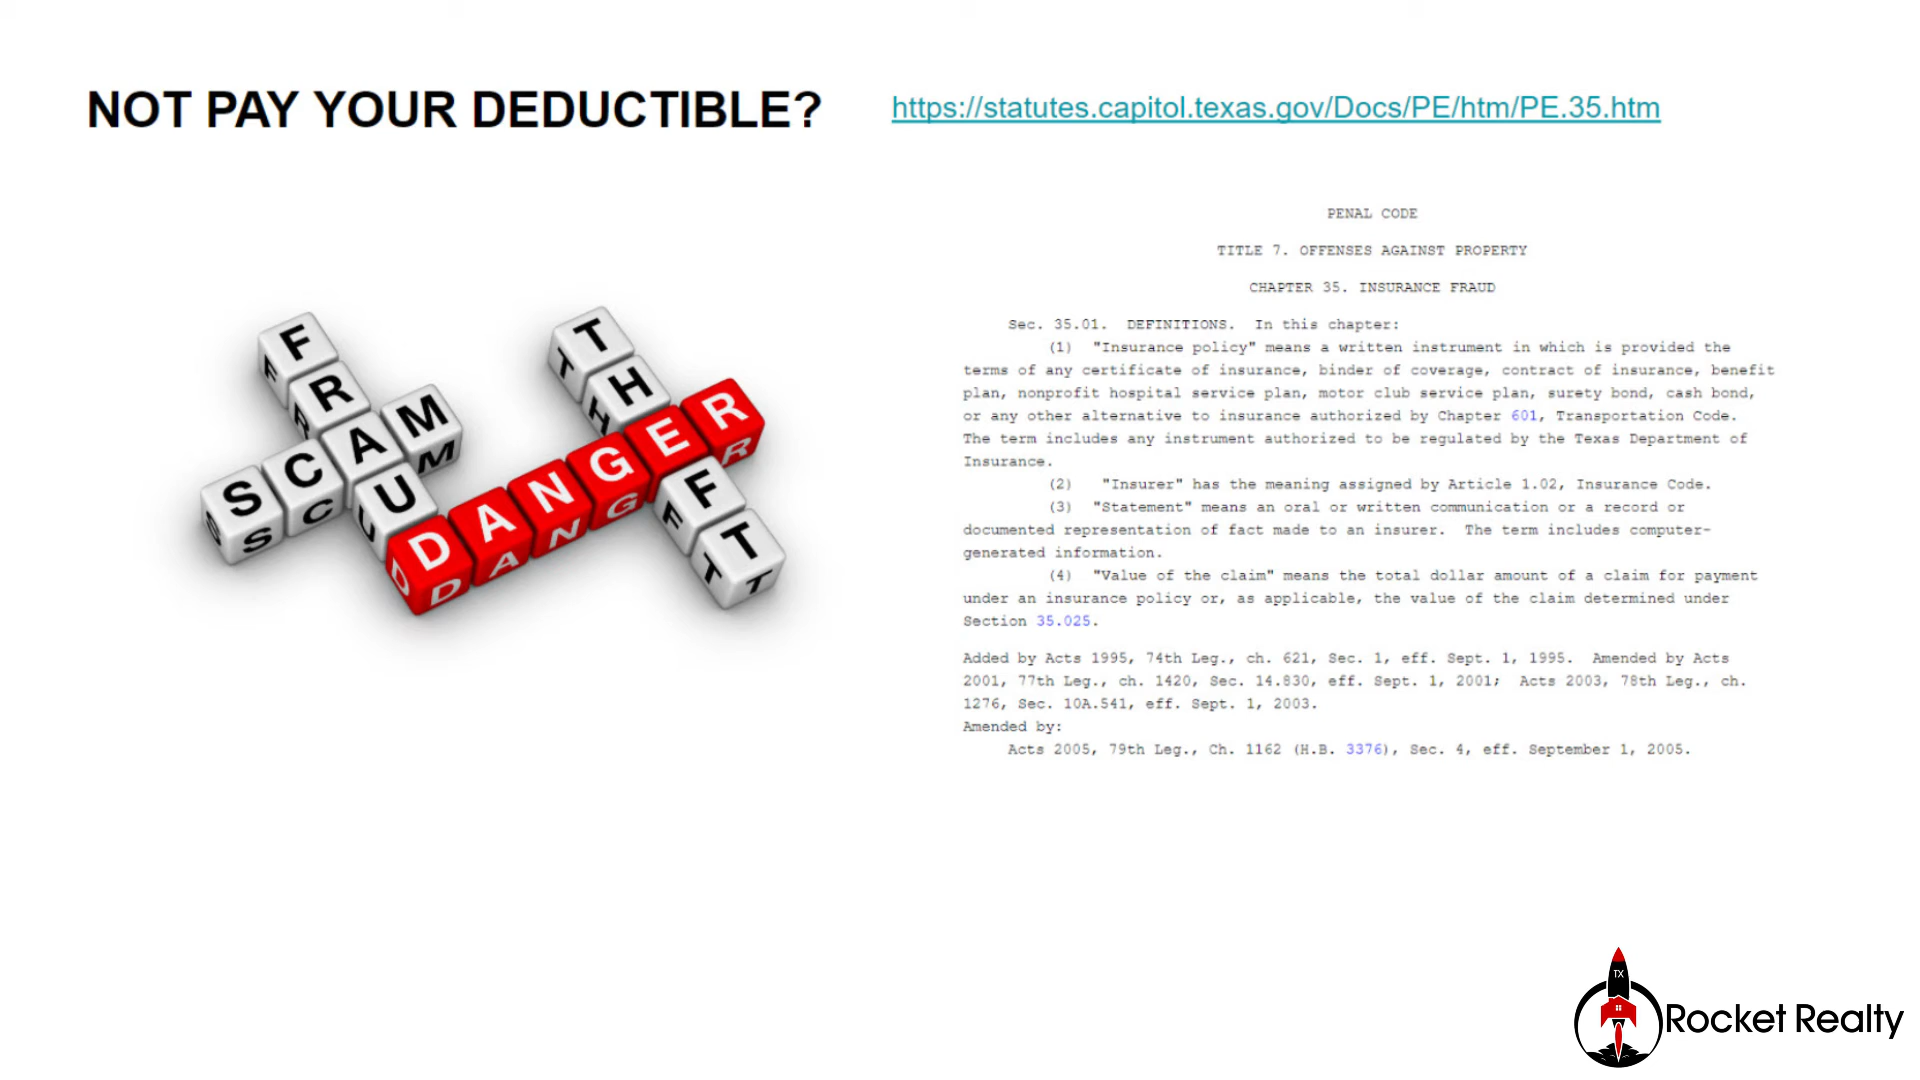 NOT PAY YOUR DEDUCTIBLE?
https://statutes.capitol.texas.gov/Docs/PE/htm/PE.35.htm
FRAUD
SCAM
DANGER
THEFT
PENAL CODE
TITLE 7. OFFENSES AGAINST PROPERTY
CHAPTER 35. INSURANCE FRAUD
Sec. 35.01. DEFINITIONS. In this chapter:
(1) "Insurance policy" means a written instrument in which is provided the
terms of any certificate of insurance, binder of coverage, contract of insurance, benefit
plan, nonprofit hospital service plan, motor club service plan, surety bond, cash bond,
or any other alternative to insurance authorized by Chapter 601, Transportation Code.
The term includes any instrument authorized to be regulated by the Texas Department of
Insurance.
(2) "Insurer" has the meaning assigned by Article 1.02, Insurance Code.
(3) "Statement" means an oral or written communication or a record or
documented representation of fact made to an insurer. The term includes computer-
generated information.
(4) "Value of the claim" means the total dollar amount of a claim for payment
under an insurance policy or, as applicable, the value of the claim determined under
Section 35.025.
Added by Acts 1995, 74th Leg., ch. 621, Sec. 1, eff. Sept. 1, 1995. Amended by Acts
2001, 77th Leg., ch. 1420, Sec. 14.830, eff. Sept. 1, 2001; Acts 2003, 78th Leg., ch.
1276, Sec. 10A.541, eff. Sept. 1, 2003.
Amended by:
Acts 2005, 79th Leg., Ch. 1162 (H.B. 3376), Sec. 4, eff. September 1, 2005.
TX
Rocket Realty